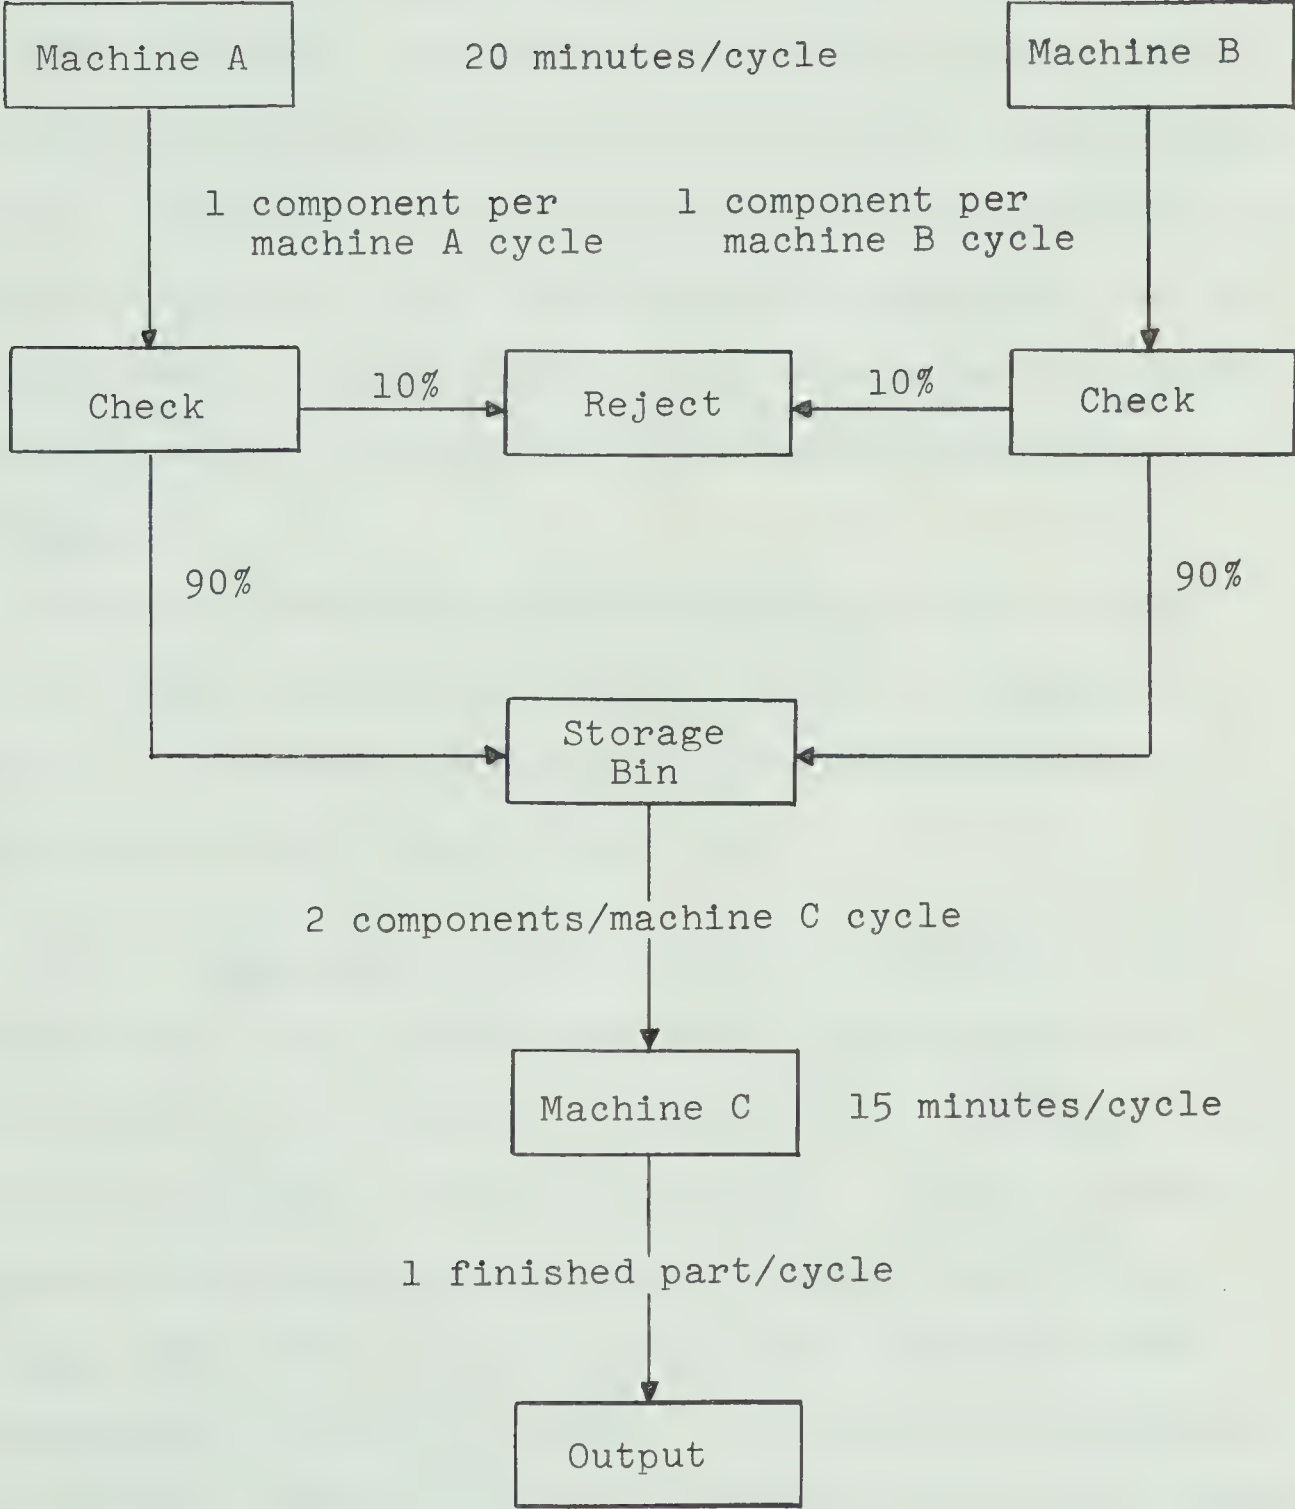 Machine A
20 minutes/cycle
Machine B
1 component per
machine A cycle
1 component per
machine B cycle
Check
10%
Reject
10%
Check
90%
90%
Storage
Bin
2 components/machine C cycle
Machine C
15 minutes/cycle
1 finished part/cycle
Output